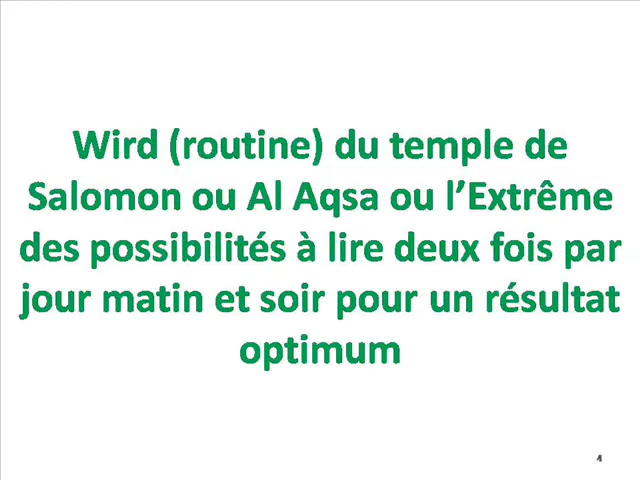 Wird (routine) du temple de
Salomon ou Al Aqsa ou l’Extrême
des possibilités à lire deux fois par
jour matin et soir pour un résultat
optimum
4